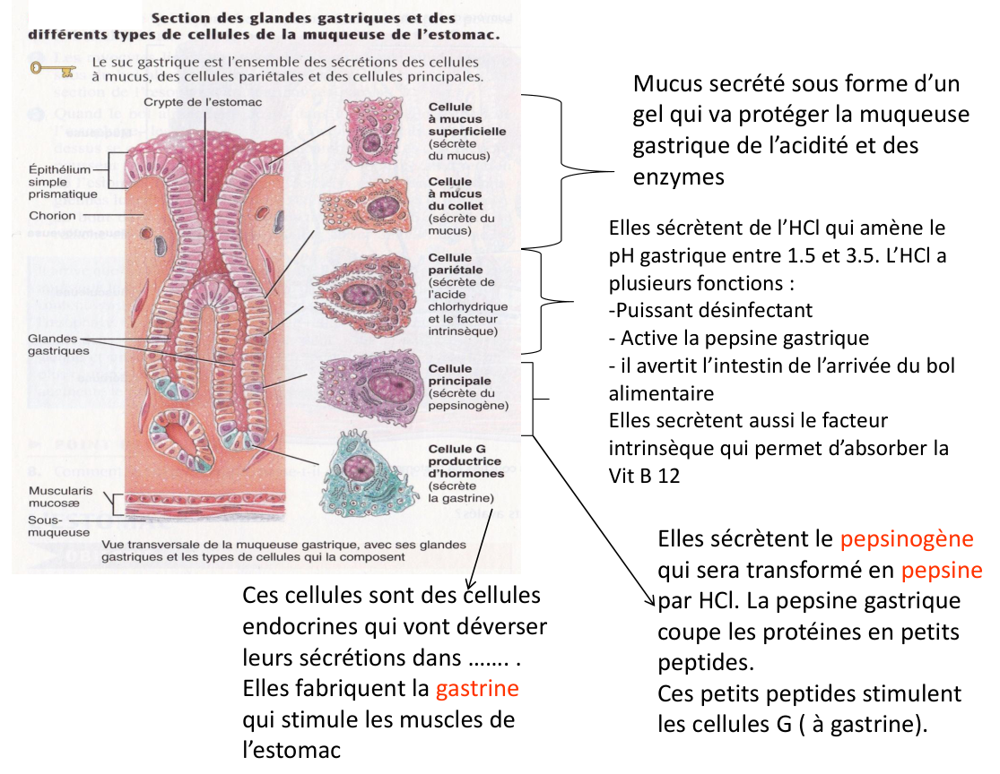 Section des glandes gastriques et des
différents types de cellules de la muqueuse de l'estomac.
Le suc gastrique est l'ensemble des sécrétions des cellules
à mucus, des cellules pariétales et des cellules principales.
Crypte de l'estomac
Épithélium
simple
prismatique
Chorion
Glandes
gastriques
Muscularis
mucosæ
Sous-
muqueuse
Cellule
à mucus
superficielle
(sécrète
du mucus)
Cellule
à mucus
du collet
(sécrète du
mucus)
Cellule
pariétale
(sécrète de
l'acide
chlorhydrique
et le facteur
intrinsèque)
Cellule
principale
(sécrète du
pepsinogène)
Cellule G
productrice
d'hormones
(sécrète
la gastrine)
Vue transversale de la muqueuse gastrique, avec ses glandes
gastriques et les types de cellules qui la composent
Mucus secrété sous forme d'un
gel qui va protéger la muqueuse
gastrique de l'acidité et des
enzymes
Elles sécrètent de l'HCl qui amène le
pH gastrique entre 1.5 et 3.5. L'HCl a
plusieurs fonctions :
-Puissant désinfectant
- Active la pepsine gastrique
- il avertit l'intestin de l'arrivée du bol
alimentaire
Elles secrètent aussi le facteur
intrinsèque qui permet d'absorber la
Vit B 12
Elles sécrètent le pepsinogène
qui sera transformé en pepsine
par HCl. La pepsine gastrique
coupe les protéines en petits
peptides.
Ces petits peptides stimulent
les cellules G ( à gastrine).
Ces cellules sont des cellules
endocrines qui vont déverser
leurs sécrétions dans ....... .
Elles fabriquent la gastrine
qui stimule les muscles de
l'estomac